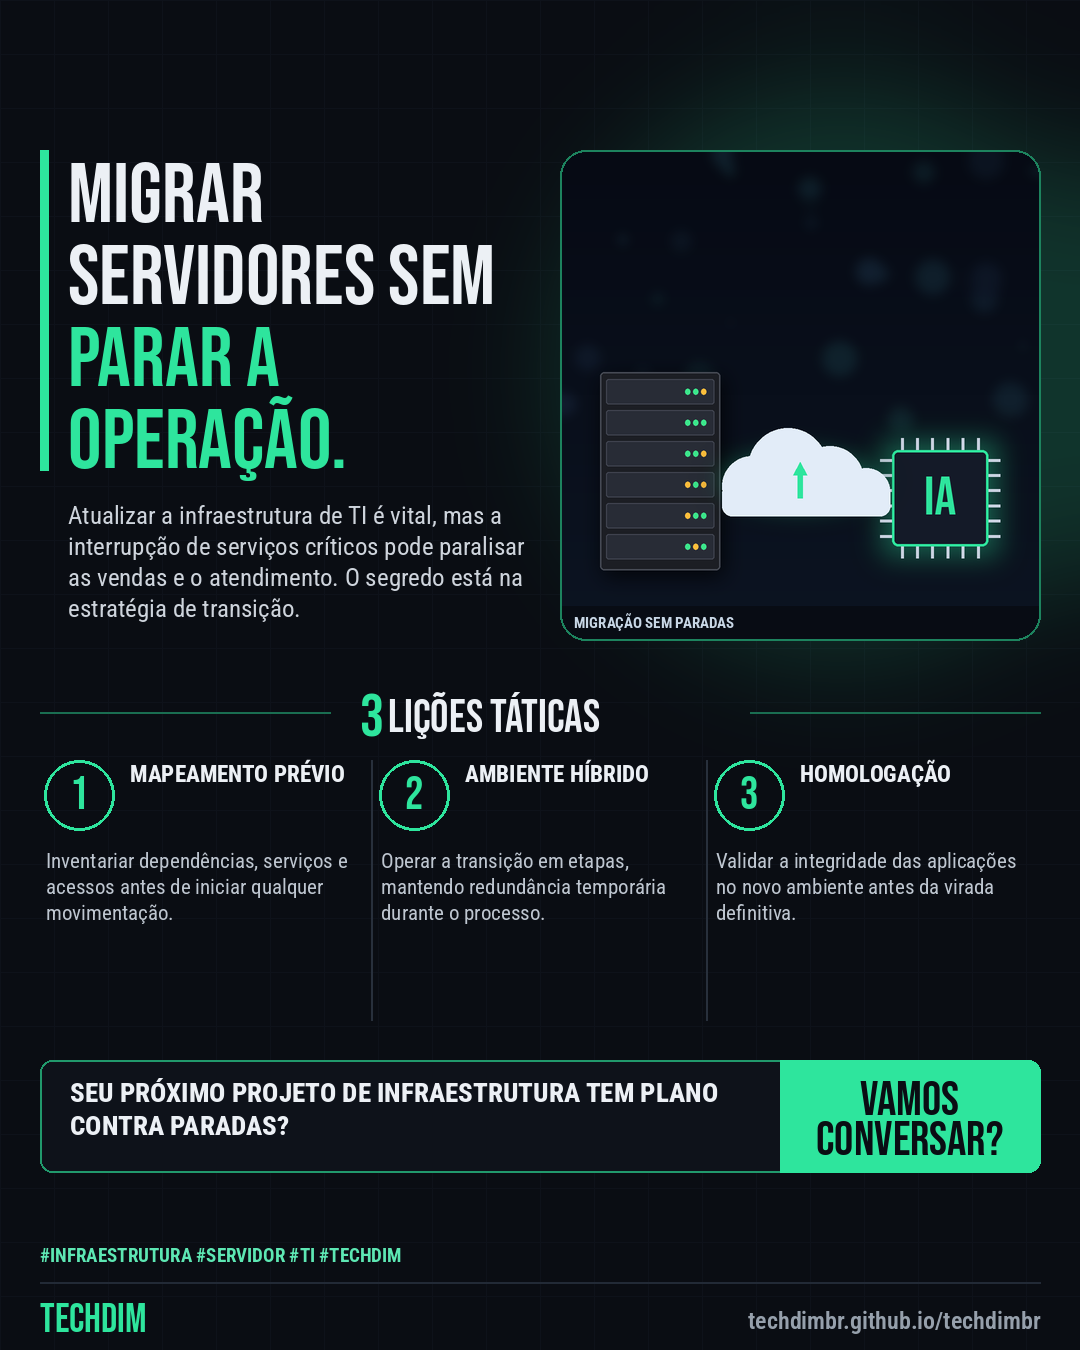 MIGRAR
SERVIDORES SEM
PARAR A
OPERAÇÃO.
Atualizar a infraestrutura de TI é vital, mas a
interrupção de serviços críticos pode paralisar
as vendas e o atendimento. O segredo está na
estratégia de transição.
IA
MIGRAÇÃO SEM PARADAS
3 LIÇÕES TÁTICAS
1 MAPEAMENTO PRÉVIO
Inventariar dependências, serviços e
acessos antes de iniciar qualquer
movimentação.
2 AMBIENTE HÍBRIDO
Operar a transição em etapas,
mantendo redundância temporária
durante o processo.
3 HOMOLOGAÇÃO
Validar a integridade das aplicações
no novo ambiente antes da virada
definitiva.
SEU PRÓXIMO PROJETO DE INFRAESTRUTURA TEM PLANO
CONTRA PARADAS?
VAMOS
CONVERSAR?
#INFRAESTRUTURA #SERVIDOR #TI #TECHDIM
TECHDIM
techdimbr.github.io/techdimbr